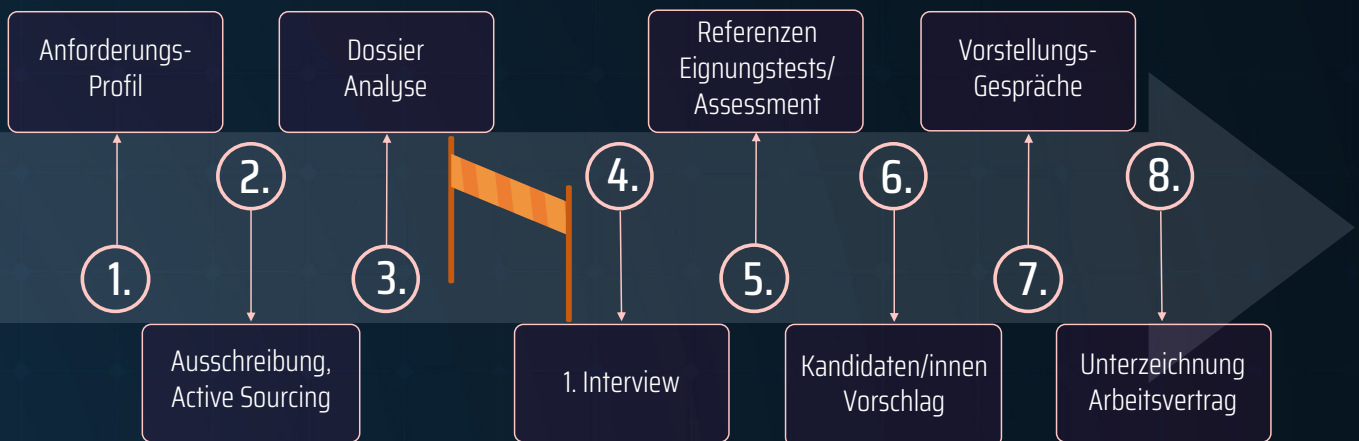 1.
Anforderungs-
Profil
2.
Ausschreibung,
Active Sourcing
3.
Dossier
Analyse
4.
1. Interview
5.
Referenzen
Eignungstests/
Assessment
6.
Kandidaten/innen
Vorschlag
7.
Vorstellungs-
Gespräche
8.
Unterzeichnung
Arbeitsvertrag